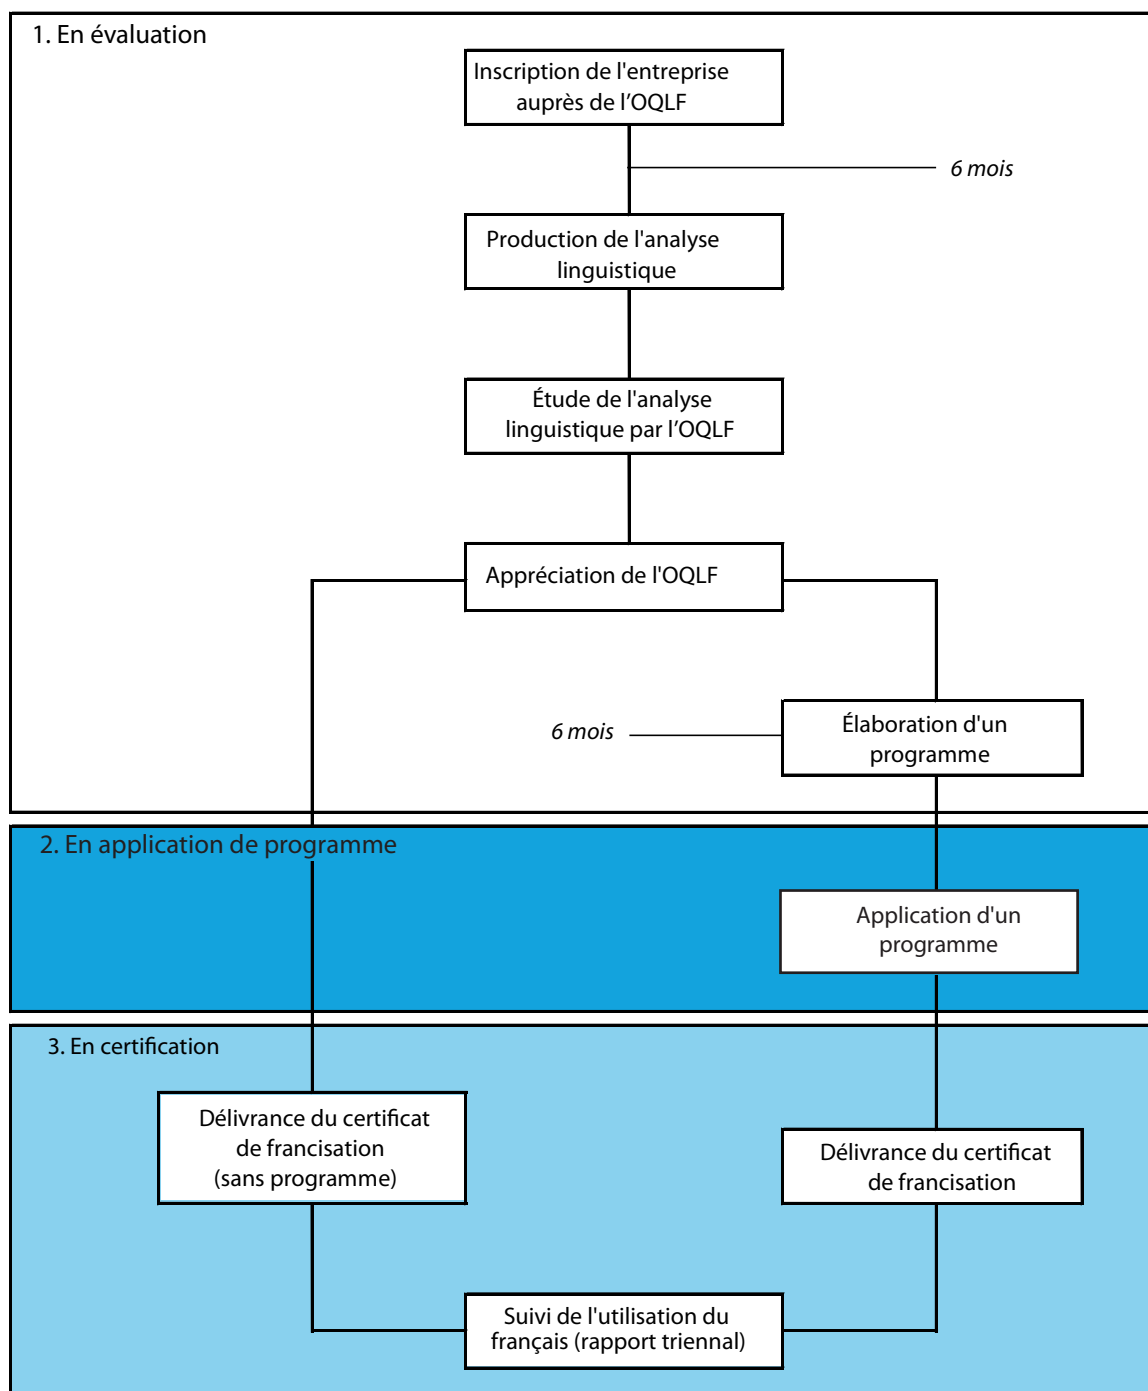 1. En évaluation
Inscription de l'entreprise
auprès de l’OQLF
6 mois
Production de l'analyse
linguistique
Étude de l'analyse
linguistique par l’OQLF
Appréciation de l'OQLF
Élaboration d'un
programme
6 mois
2. En application de programme
Application d'un
programme
3. En certification
Délivrance du certificat
de francisation
(sans programme)
Délivrance du certificat
de francisation
Suivi de l'utilisation du
français (rapport triennal)